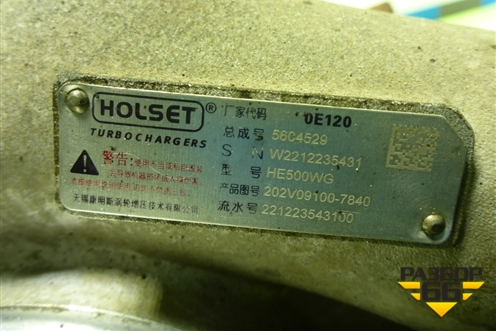 HOLSET®
TURBOCHARGERS
厂家代码 0E120
总成号 5604529
S N W2212235431
型号 HE500WG
产品图号 202V09100-7840
流水号 221223543100
警告:
无锡康明斯涡轮增压技术有限公司
РАЗБОР
66